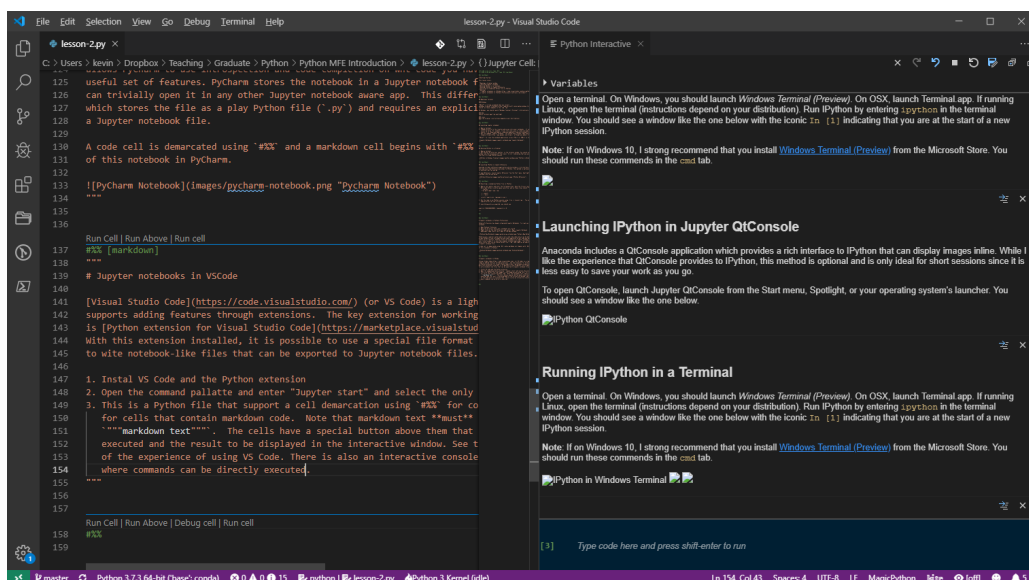 File Edit Selection View Go Debug Terminal Help
lesson-2.py - Visual Studio Code
lesson-2.py
C: > Users > kevin > Dropbox > Teaching > Graduate > Python > Python MFE Introduction > lesson-2.py > {} Jupyter Cell:
125 useful set of features. PyCharm stores the notebook in a Jupyter notebook f
126 can trivially open it in any other Jupyter notebook aware app.  This differ
127 which stores the file as a play Python file (`.py`) and requires an explici
128 a Jupyter notebook file.
129
130 A code cell is demarcated using `#%%` and a markdown cell begins with `#%%
131 of this notebook in PyCharm.
132
133 ![PyCharm Notebook](images/pycharm-notebook.png "Pycharm Notebook")
134 """
135
136
Run Cell | Run Above | Run cell
137 #%% [markdown]
138 """
139 # Jupyter notebooks in VSCode
140
141 [Visual Studio Code](https://code.visualstudio.com/) (or VS Code) is a ligh
142 supports adding features through extensions.  The key extension for working
143 is [Python extension for Visual Studio Code](https://marketplace.visualstud
144 With this extension installed, it is possible to use a special file format
145 to wite notebook-like files that can be exported to Jupyter notebook files.
146
147 1. Instal VS Code and the Python extension
148 2. Open the command pallatte and enter "Jupyter start" and select the only
149 3. This is a Python file that support a cell demarcation using `#%%` for co
150 for cells that contain markdown code.  Note that markdown text **must**
151 `"""markdown text"""`.  The cells have a special button above them that
152 executed and the result to be displayed in the interactive window. See t
153 of the experience of using VS Code. There is also an interactive console
154 where commands can be directly executed.
155 """
156
157
Run Cell | Run Above | Debug cell | Run cell
158 #%%
159
Python Interactive
Variables
Open a terminal. On Windows, you should launch Windows Terminal (Preview). On OSX, launch Terminal.app. If running
Linux, open the terminal (instructions depend on your distribution). Run IPython by entering ipython in the terminal
window. You should see a window like the one below with the iconic In [1] indicating that you are at the start of a new
IPython session.
Note: If on Windows 10, I strong recommend that you install Windows Terminal (Preview) from the Microsoft Store. You
should run these commends in the cmd tab.
Launching IPython in Jupyter QtConsole
Anaconda includes a QtConsole application which provides a rich interface to IPython that can display images inline. While I
like the experience that QtConsole provides to IPython, this method is optional and is only ideal for short sessions since it is
less easy to save your work as you go.
To open QtConsole, launch Jupyter QtConsole from the Start menu, Spotlight, or your operating system's launcher. You
should see a window like the one below.
IPython QtConsole
Running IPython in a Terminal
Open a terminal. On Windows, you should launch Windows Terminal (Preview). On OSX, launch Terminal.app. If running
Linux, open the terminal (instructions depend on your distribution). Run IPython by entering ipython in the terminal
window. You should see a window like the one below with the iconic In [1] indicating that you are at the start of a new
IPython session.
Note: If on Windows 10, I strong recommend that you install Windows Terminal (Preview) from the Microsoft Store. You
should run these commends in the cmd tab.
IPython in Windows Terminal
[3] Type code here and press shift-enter to run
master Python 3.7.3 64-bit ('base': conda) 0 0 15 python | lesson-2.py Python 3 Kernel (idle) Ln 154, Col 43 Spaces: 4 UTF-8 LF MagicPython kite [off] 5